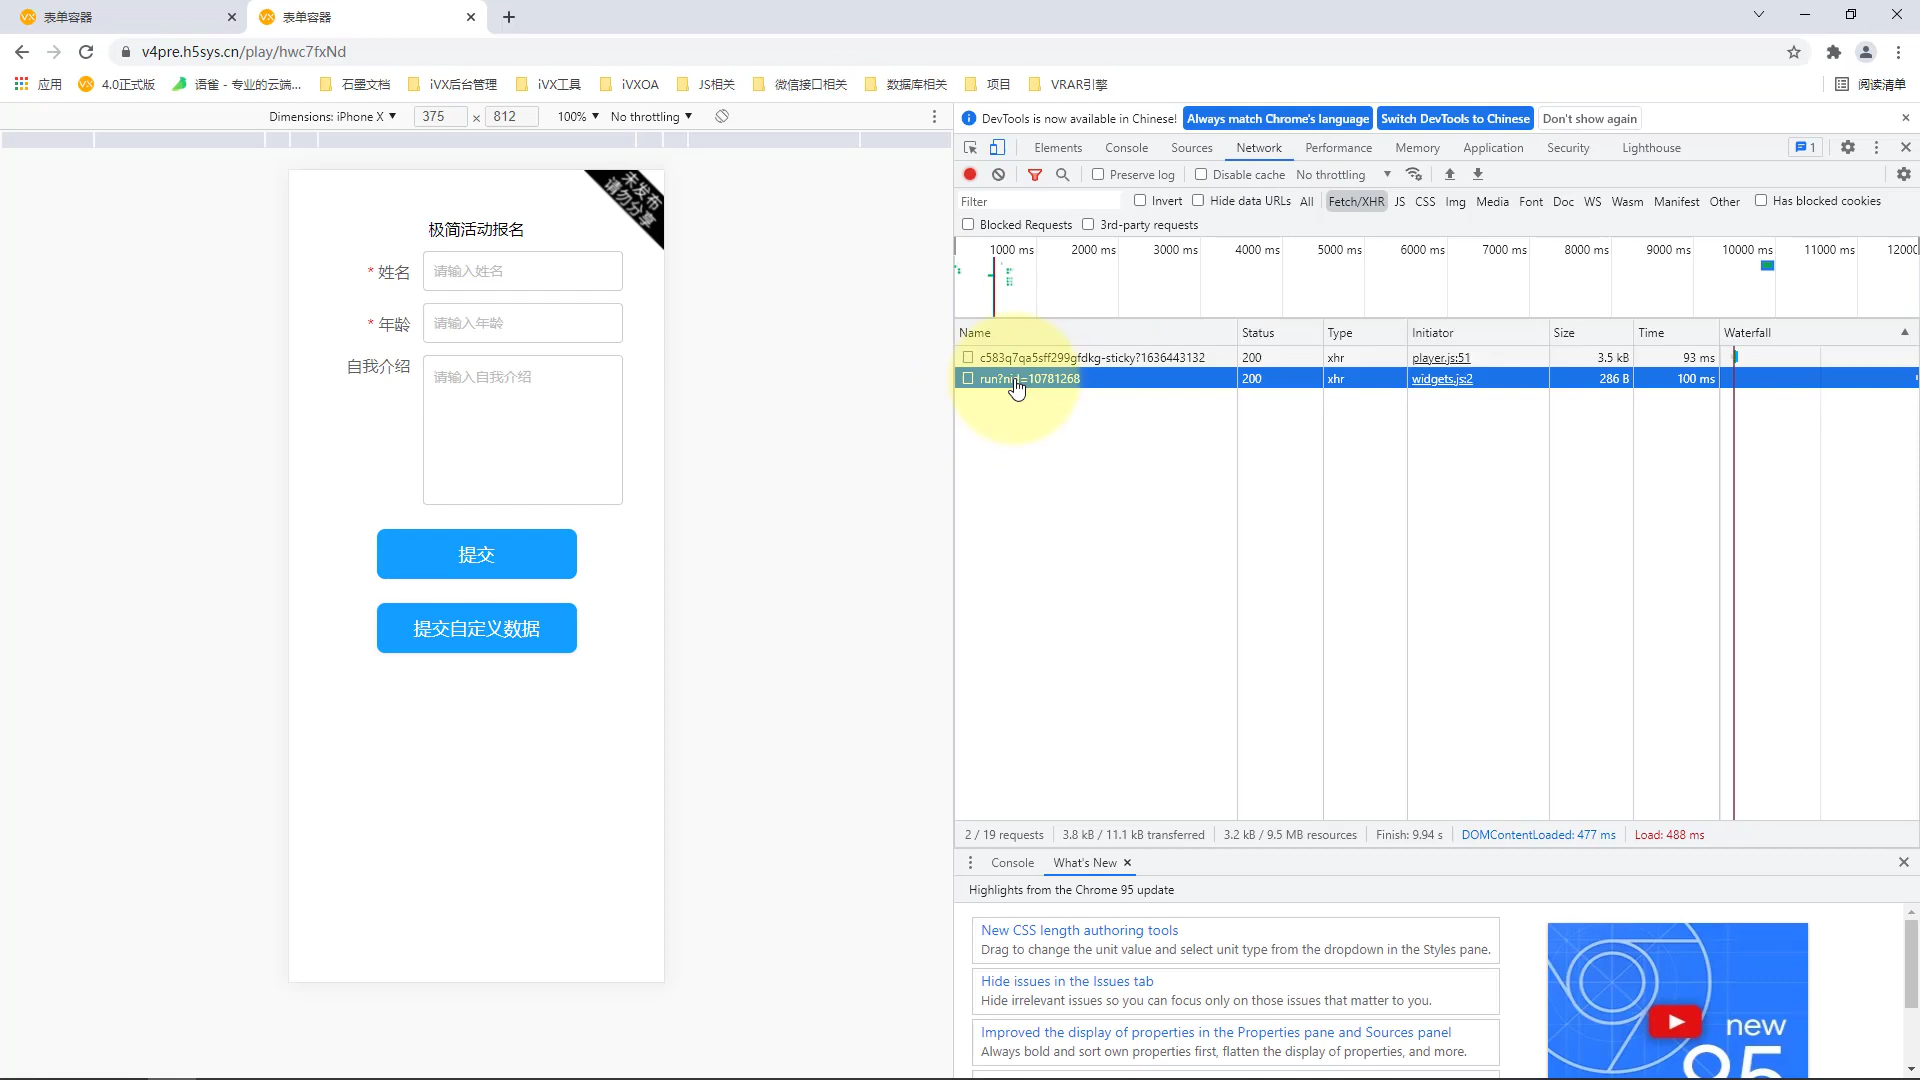 表单容器
表单容器
v4pre.h5sys.cn/play/hwc7fxNd
应用 4.0正式版 语雀 - 专业的云端... 石墨文档 iVX后台管理 iVX工具 iVXOA JS相关 微信接口相关 数据库相关 项目 VRAR引擎 阅读清单
Dimensions: iPhone X 375 x 812 100% No throttling
未发布
请勿分享
极简活动报名
* 姓名 请输入姓名
* 年龄 请输入年龄
自我介绍 请输入自我介绍
提交
提交自定义数据
DevTools is now available in Chinese! Always match Chrome's language Switch DevTools to Chinese Don't show again
Elements Console Sources Network Performance Memory Application Security Lighthouse 1
Preserve log Disable cache No throttling
Filter Invert Hide data URLs All Fetch/XHR JS CSS Img Media Font Doc WS Wasm Manifest Other Has blocked cookies
Blocked Requests 3rd-party requests
1000 ms 2000 ms 3000 ms 4000 ms 5000 ms 6000 ms 7000 ms 8000 ms 9000 ms 10000 ms 11000 ms 12000
Name Status Type Initiator Size Time Waterfall
c583q7qa5sff299gfdkg-sticky?1636443132 200 xhr player.js:51 3.5 kB 93 ms
run?nid=10781268 200 xhr widgets.js:2 286 B 100 ms
2 / 19 requests 3.8 kB / 11.1 kB transferred 3.2 kB / 9.5 MB resources Finish: 9.94 s DOMContentLoaded: 477 ms Load: 488 ms
Console What's New
Highlights from the Chrome 95 update
New CSS length authoring tools
Drag to change the unit value and select unit type from the dropdown in the Styles pane.
Hide issues in the Issues tab
Hide irrelevant issues so you can focus only on those issues that matter to you.
Improved the display of properties in the Properties pane and Sources panel
Always bold and sort own properties first, flatten the display of properties, and more.
new
95